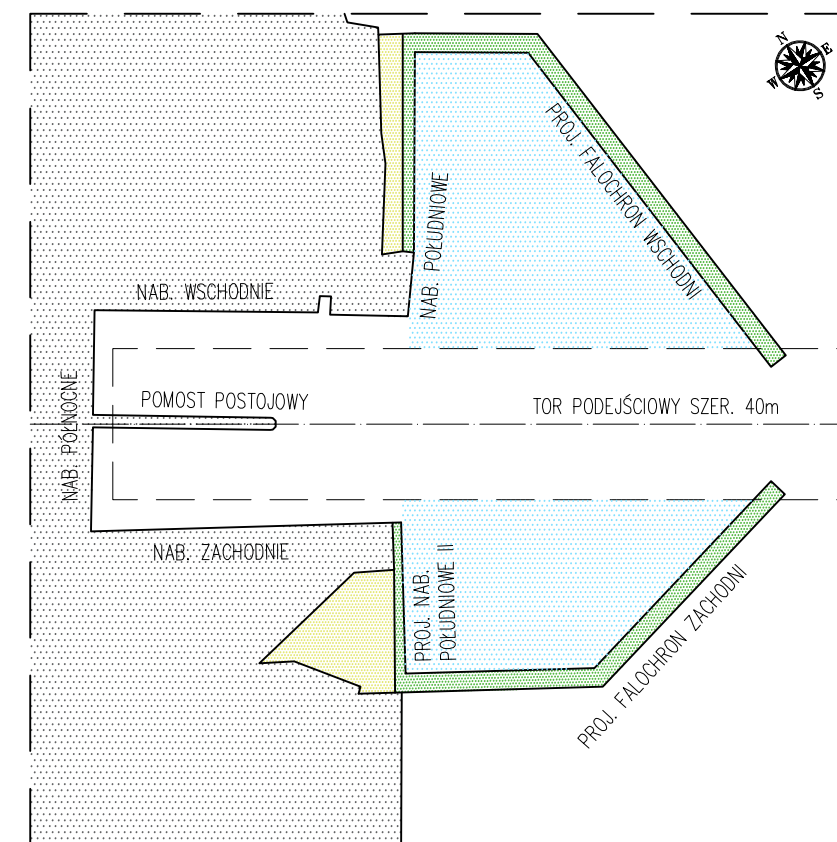 N
E
W
S
PROJ. FALOCHRON WSCHODNI
NAB. POŁUDNIOWE
NAB. WSCHODNIE
NAB. PÓŁNOCNE
POMOST POSTOJOWY
TOR PODEJŚCIOWY SZER. 40m
NAB. ZACHODNIE
PROJ. NAB.
POŁUDNIOWE II
PROJ. FALOCHRON ZACHODNI